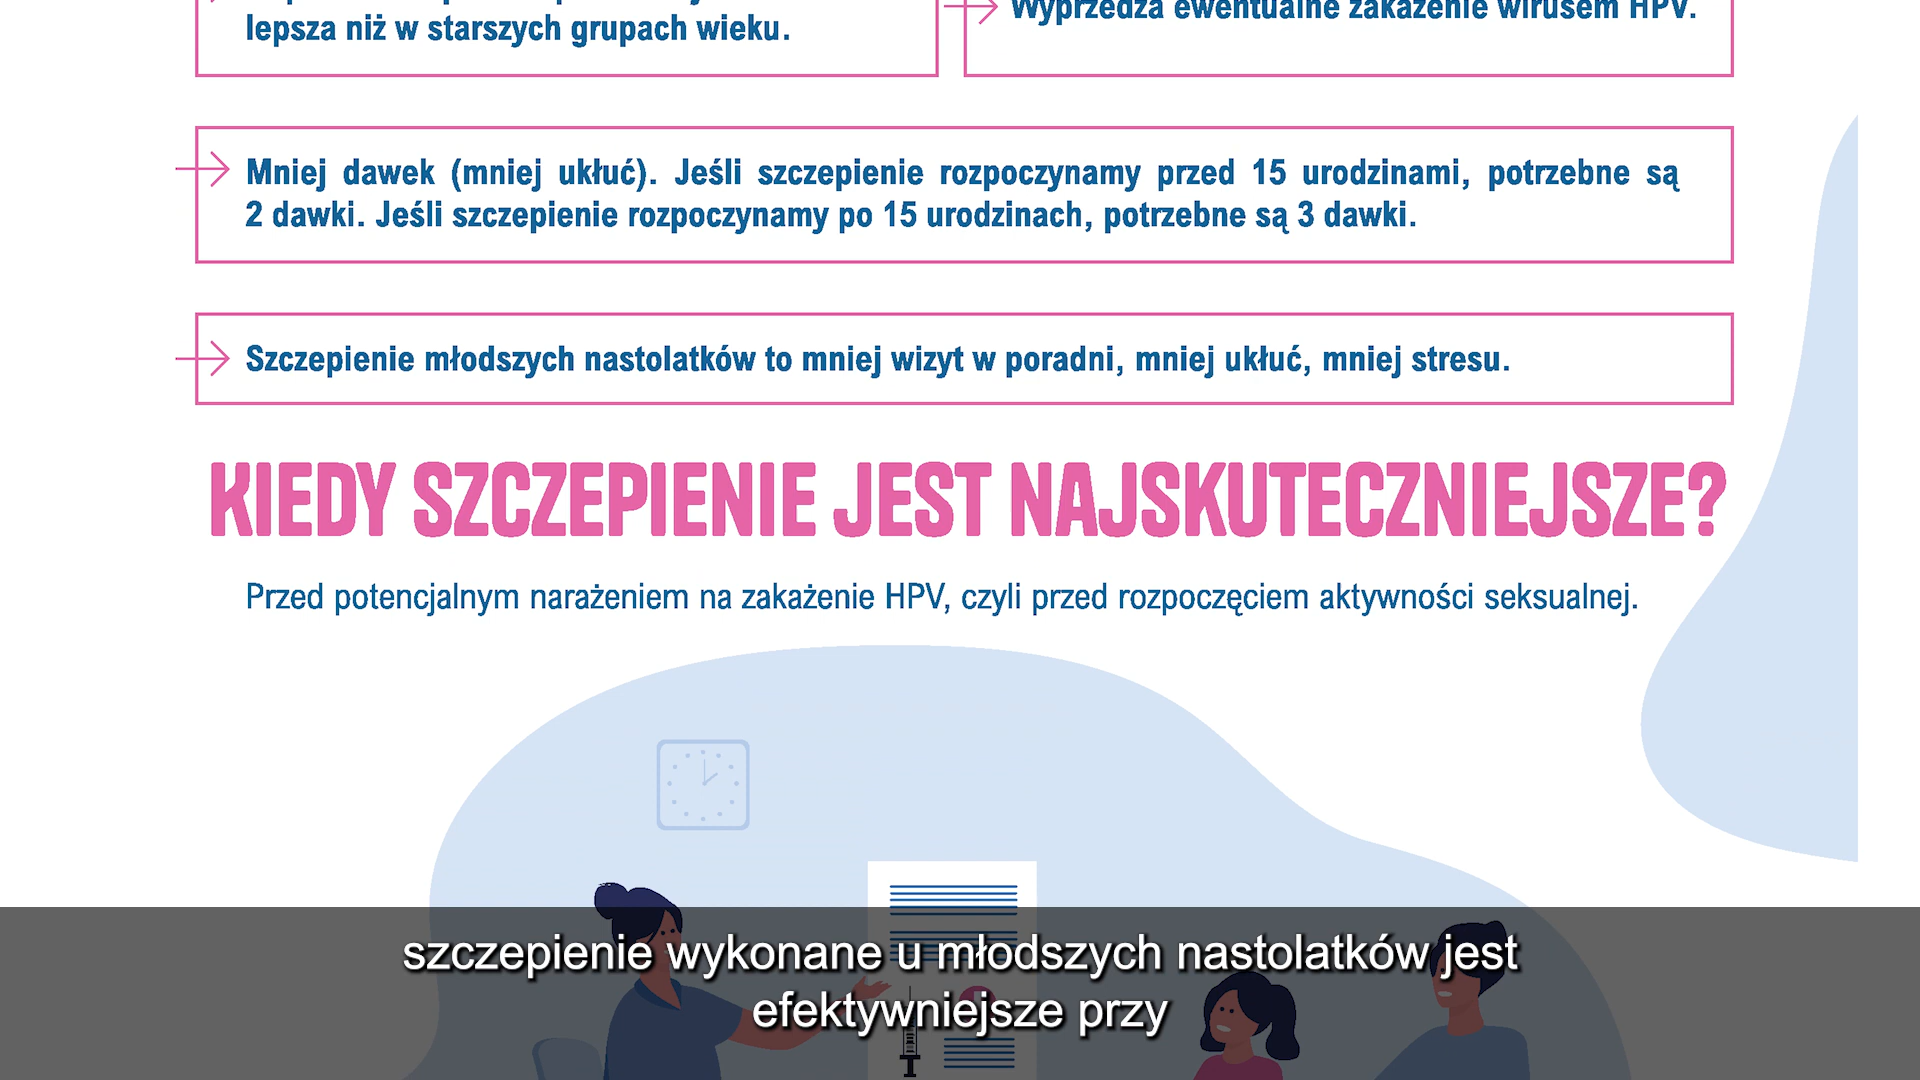 lepsza niż w starszych grupach wieku.
Wyprzedza ewentualne zakażenie wirusem HPV.
Mniej dawek (mniej ukłuć). Jeśli szczepienie rozpoczynamy przed 15 urodzinami, potrzebne są
2 dawki. Jeśli szczepienie rozpoczynamy po 15 urodzinach, potrzebne są 3 dawki.
Szczepienie młodszych nastolatków to mniej wizyt w poradni, mniej ukłuć, mniej stresu.
KIEDY SZCZEPIENIE JEST NAJSKUTECZNIEJSZE?
Przed potencjalnym narażeniem na zakażenie HPV, czyli przed rozpoczęciem aktywności seksualnej.
szczepienie wykonane u młodszych nastolatków jest
efektywniejsze przy